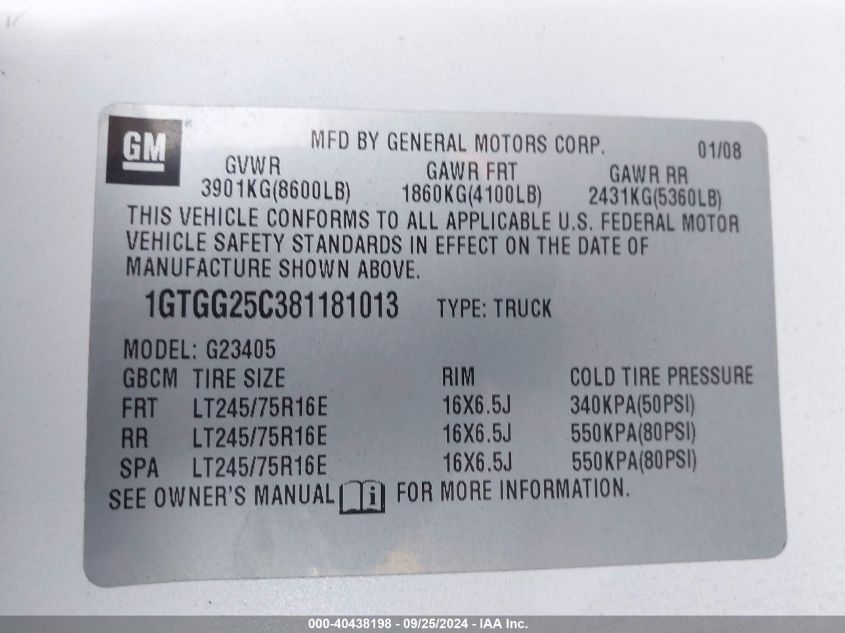 GM
MFD BY GENERAL MOTORS CORP. 01/08
GVWR GAWR FRT GAWR RR
3901KG(8600LB) 1860KG(4100LB) 2431KG(5360LB)
THIS VEHICLE CONFORMS TO ALL APPLICABLE U.S. FEDERAL MOTOR
VEHICLE SAFETY STANDARDS IN EFFECT ON THE DATE OF
MANUFACTURE SHOWN ABOVE.
1GTGG25C381181013 TYPE: TRUCK
MODEL: G23405
GBCM TIRE SIZE RIM COLD TIRE PRESSURE
FRT LT245/75R16E 16X6.5J 340KPA(50PSI)
RR LT245/75R16E 16X6.5J 550KPA(80PSI)
SPA LT245/75R16E 16X6.5J 550KPA(80PSI)
SEE OWNER'S MANUAL i FOR MORE INFORMATION.
000-40438198 - 09/25/2024 - IAA Inc.